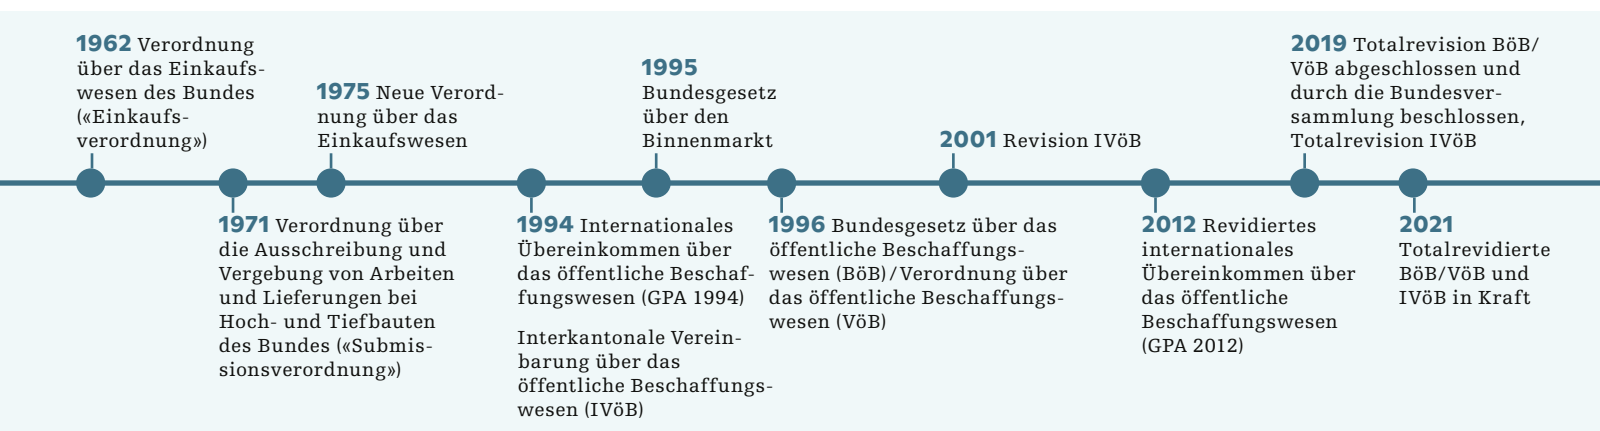 1962 Verordnung
über das Einkaufs-
wesen des Bundes
(«Einkaufs-
verordnung»)
1971 Verordnung über
die Ausschreibung und
Vergebung von Arbeiten
und Lieferungen bei
Hoch- und Tiefbauten
des Bundes («Submis-
sionsverordnung»)
1975 Neue Verord-
nung über das
Einkaufswesen
1994 Internationales
Übereinkommen über
das öffentliche Beschaf-
fungswesen (GPA 1994)
Interkantonale Verein-
barung über das
öffentliche Beschaffungs-
wesen (IVöB)
1995
Bundesgesetz
über den
Binnenmarkt
1996 Bundesgesetz über das
öffentliche Beschaffungs-
wesen (BöB)/Verordnung über
das öffentliche Beschaffungs-
wesen (VöB)
2001 Revision IVöB
2012 Revidiertes
internationales
Übereinkommen über
das öffentliche
Beschaffungswesen
(GPA 2012)
2019 Totalrevision BöB/
VöB abgeschlossen und
durch die Bundesver-
sammlung beschlossen,
Totalrevision IVöB
2021
Totalrevidierte
BöB/VöB und
IVöB in Kraft